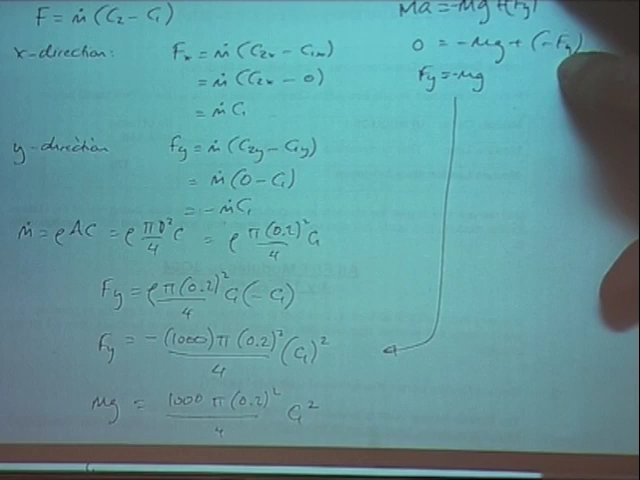 F = ṁ (C₂ - C₁)
x-direction: Fₓ = ṁ (C₂ₓ - C₁ₓ)
= ṁ (C₂ₓ - 0)
= ṁ C₁
y-direction Fy = ṁ (C₂y - C₁y)
= ṁ (0 - C₁)
= -ṁC₁
ṁ = ρAC = ρ πD²/4 C = ρ π(0.2)²/4 C₁
Fy = ρ π(0.2)²/4 C₁(-C₁)
Fy = -(1000)π(0.2)²/4 (C₁)²
Mg = 1000 π(0.2)²/4 C₁²
Ma = -Mg + (Fy)
0 = -Mg + (-Fy)
Fy = -Mg